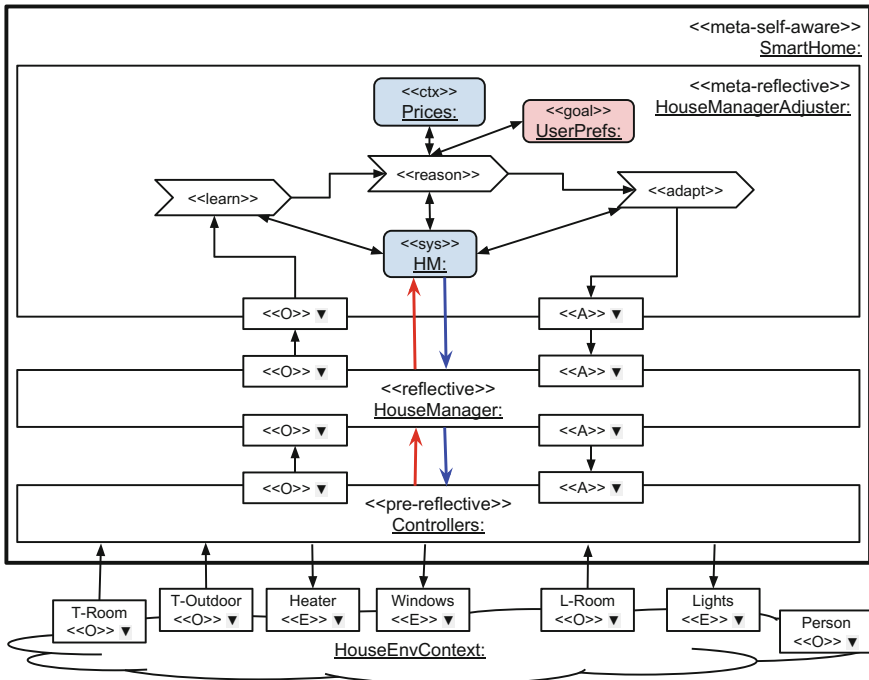 <<meta-self-aware>>
SmartHome:
<<meta-reflective>>
HouseManagerAdjuster:
<<ctx>>
Prices:
<<goal>>
UserPrefs:
<<learn>>
<<reason>>
<<adapt>>
<<sys>>
HM:
<<O>> ▼
<<A>> ▼
<<O>> ▼
<<A>> ▼
<<reflective>>
HouseManager:
<<O>> ▼
<<A>> ▼
<<O>> ▼
<<A>> ▼
<<pre-reflective>>
Controllers:
T-Room
<<O>> ▼
T-Outdoor
<<O>> ▼
Heater
<<E>> ▼
Windows
<<E>> ▼
L-Room
<<O>> ▼
Lights
<<E>> ▼
Person
<<O>> ▼
HouseEnvContext: